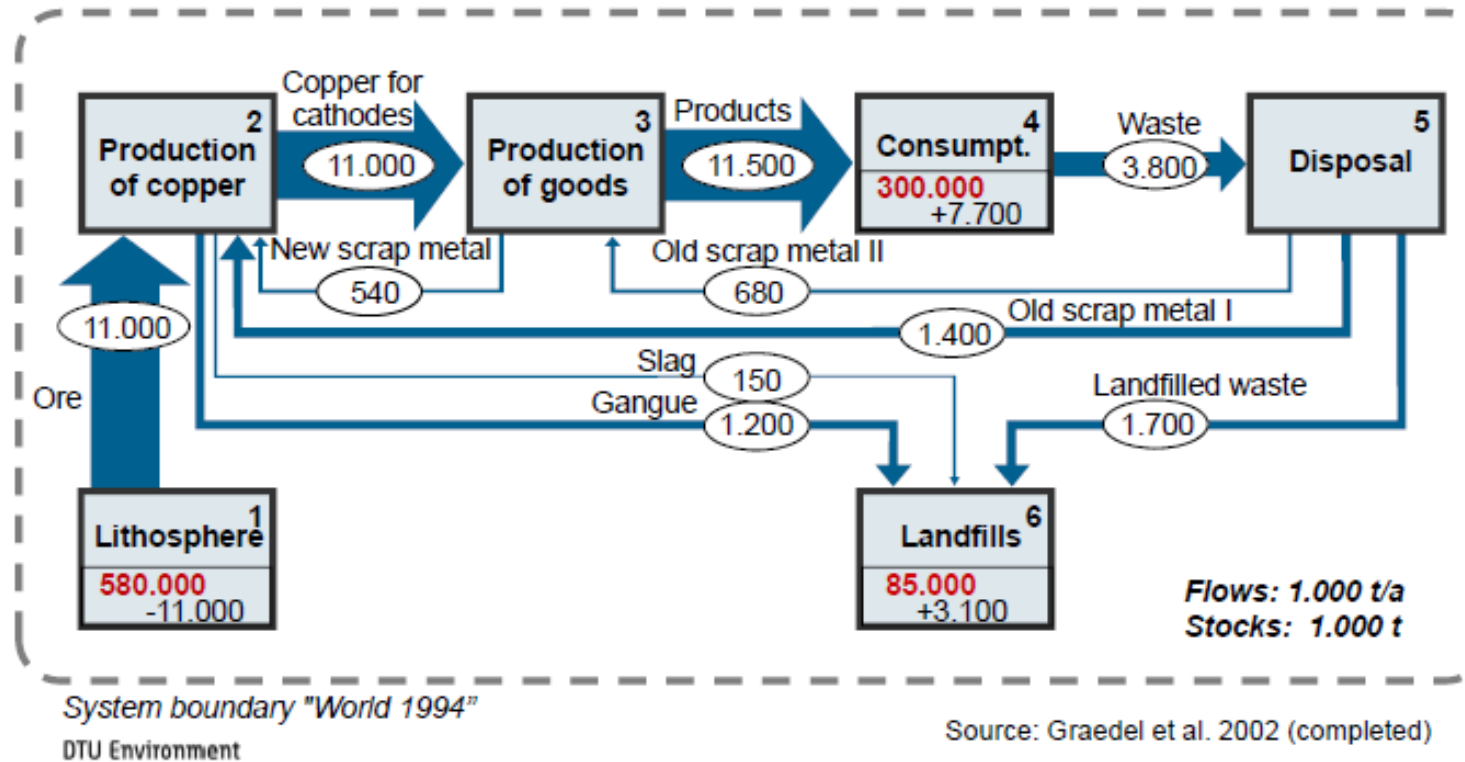 Copper for
cathodes
11.000
2
Production
of copper
3
Production
of goods
Products
11.500
4
Consumpt.
300.000
+7.700
Waste
3.800
5
Disposal
New scrap metal
540
Old scrap metal II
680
Old scrap metal I
1.400
11.000
Ore
Slag
150
Gangue
1.200
Landfilled waste
1.700
1
Lithosphere
580.000
-11.000
6
Landfills
85.000
+3.100
Flows: 1.000 t/a
Stocks: 1.000 t
System boundary "World 1994”
DTU Environment
Source: Graedel et al. 2002 (completed)